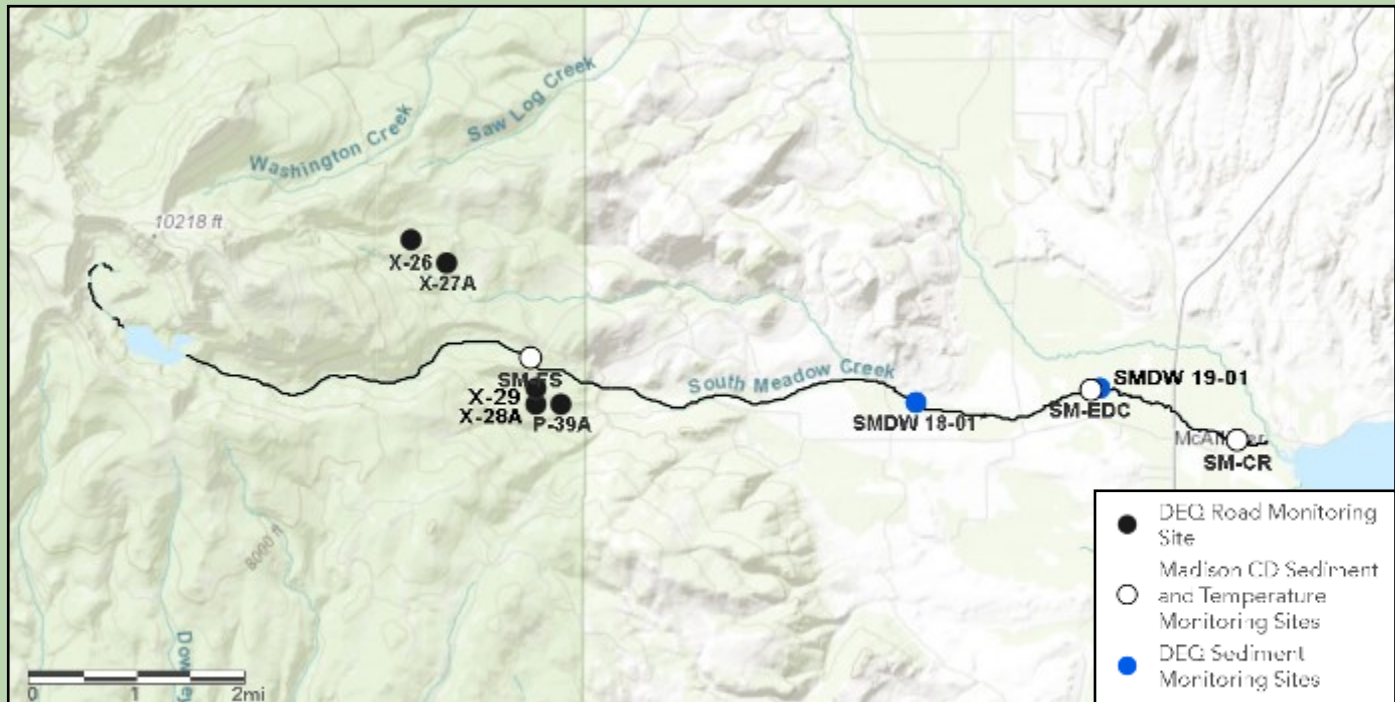 Washington Creek
Saw Log Creek
10218 ft
X-26
X-27A
South Meadow Creek
SM-FS
X-29
X-28A
P-39A
SMDW 18-01
SMDW 19-01
SM-EDC
SM-CR
8000 ft
0 1 2mi
DEQ Road Monitoring
Site
Madison CD Sediment
and Temperature
Monitoring Sites
DEQ Sediment
Monitoring Sites